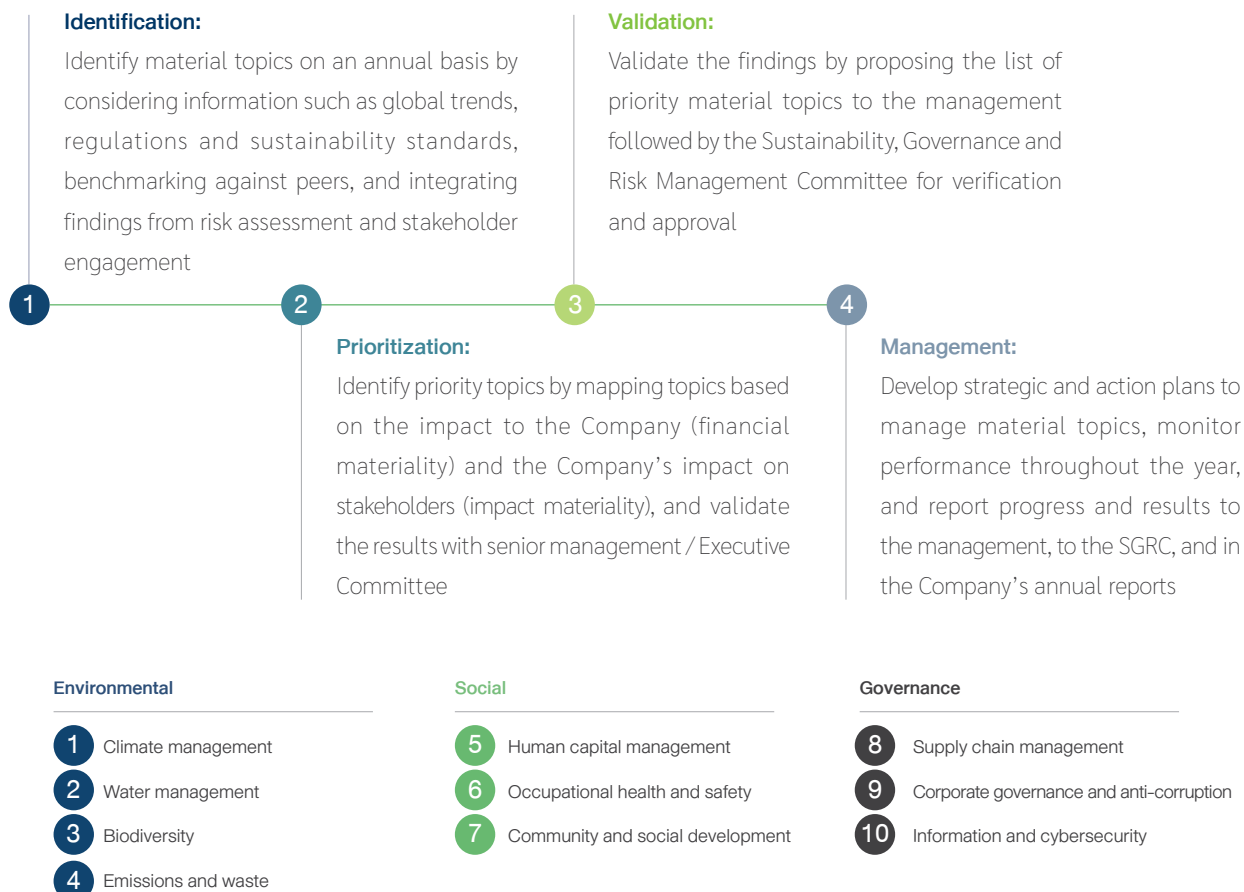 Identification:
Identify material topics on an annual basis by
considering information such as global trends,
regulations and sustainability standards,
benchmarking against peers, and integrating
findings from risk assessment and stakeholder
engagement
Validation:
Validate the findings by proposing the list of
priority material topics to the management
followed by the Sustainability, Governance and
Risk Management Committee for verification
and approval
1
2
3
4
Prioritization:
Identify priority topics by mapping topics based
on the impact to the Company (financial
materiality) and the Company’s impact on
stakeholders (impact materiality), and validate
the results with senior management / Executive
Committee
Management:
Develop strategic and action plans to
manage material topics, monitor
performance throughout the year,
and report progress and results to
the management, to the SGRC, and in
the Company’s annual reports
Environmental
1 Climate management
2 Water management
3 Biodiversity
4 Emissions and waste
Social
5 Human capital management
6 Occupational health and safety
7 Community and social development
Governance
8 Supply chain management
9 Corporate governance and anti-corruption
10 Information and cybersecurity